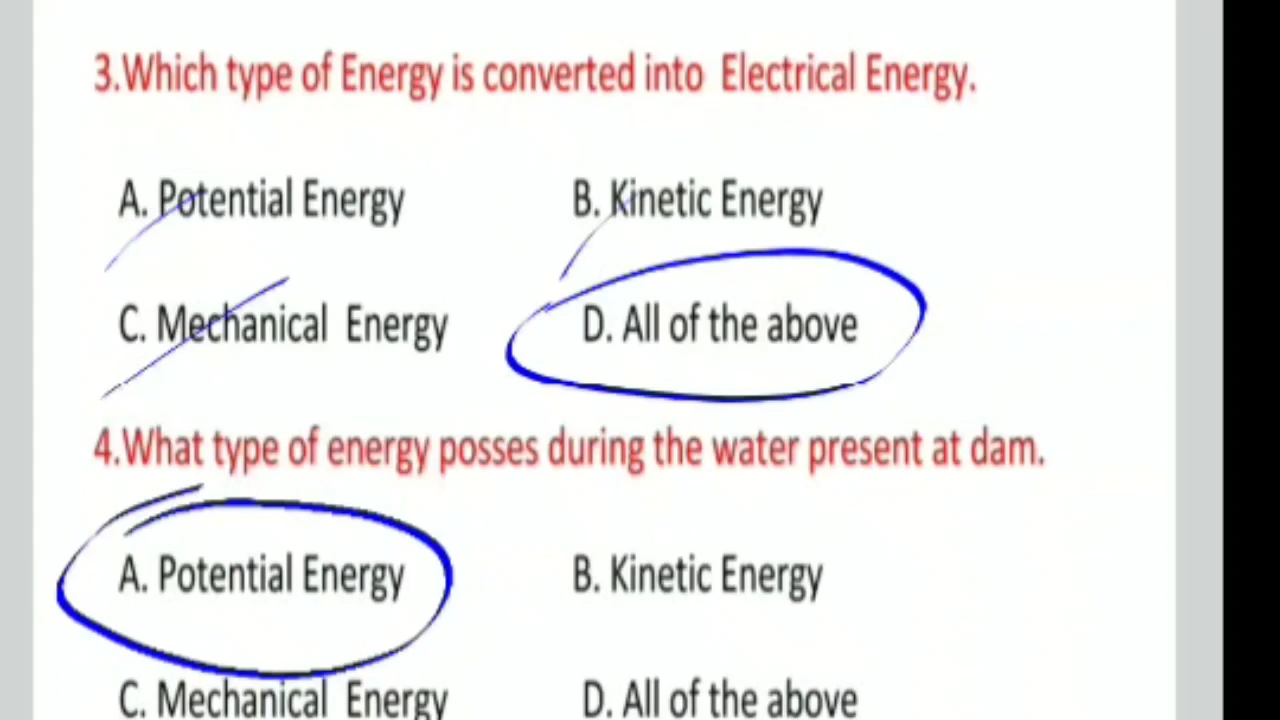 3.Which type of Energy is converted into Electrical Energy.
A. Potential Energy B. Kinetic Energy
C. Mechanical Energy D. All of the above
4.What type of energy posses during the water present at dam.
A. Potential Energy B. Kinetic Energy
C. Mechanical Energy D. All of the above